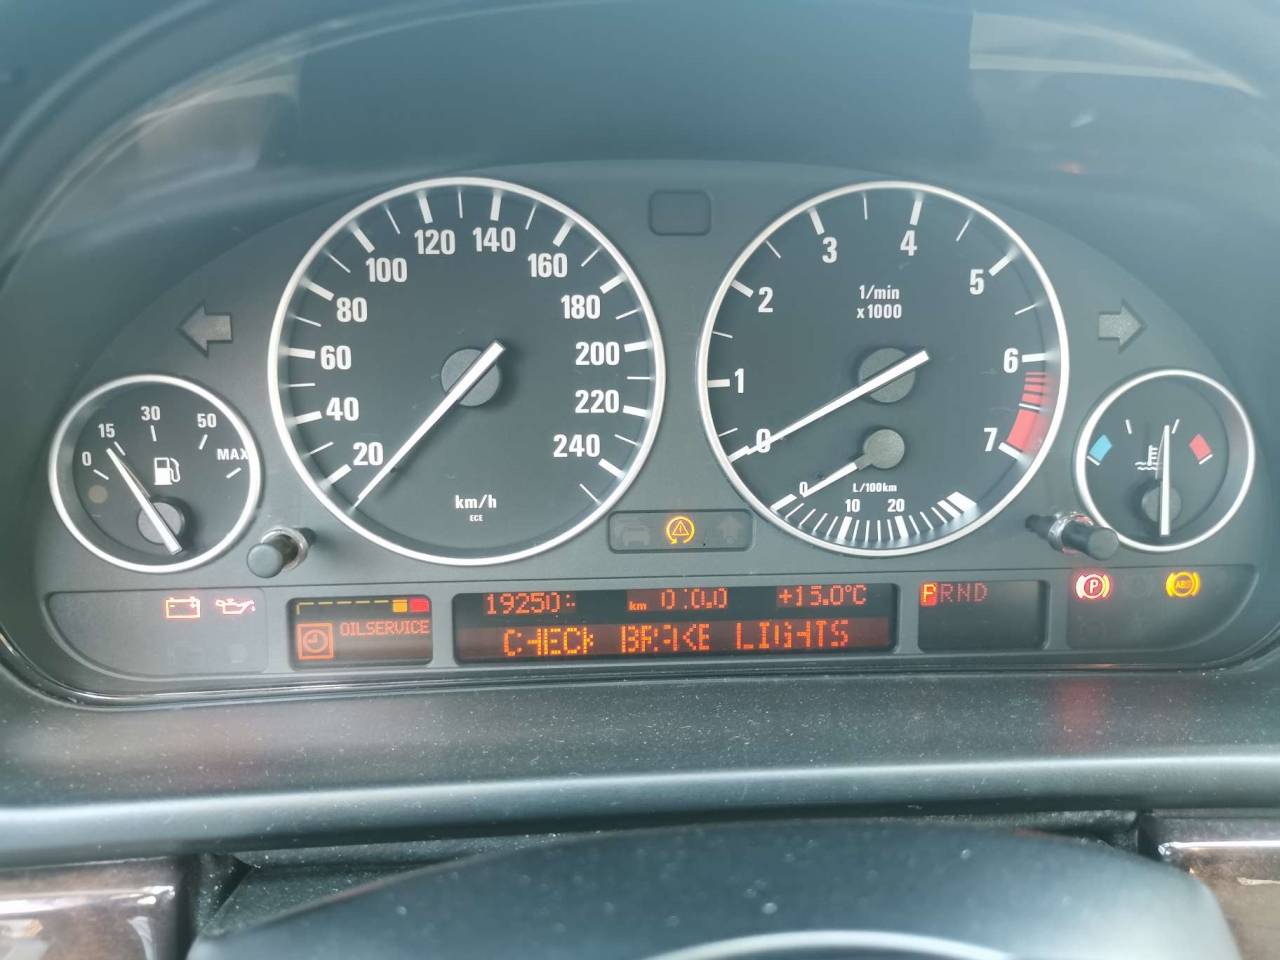 120 140
100 160
80 180
60 200
40 220
20 240
km/h
ECE
3 4
2 5
1/min
x1000
1 6
0 7
L/100km
0 10 20
0 15 30 50 MAX
OILSERVICE
km 0:0.0 +15.0°C
CHECK BRAKE LIGHTS
PRND
P
ABS